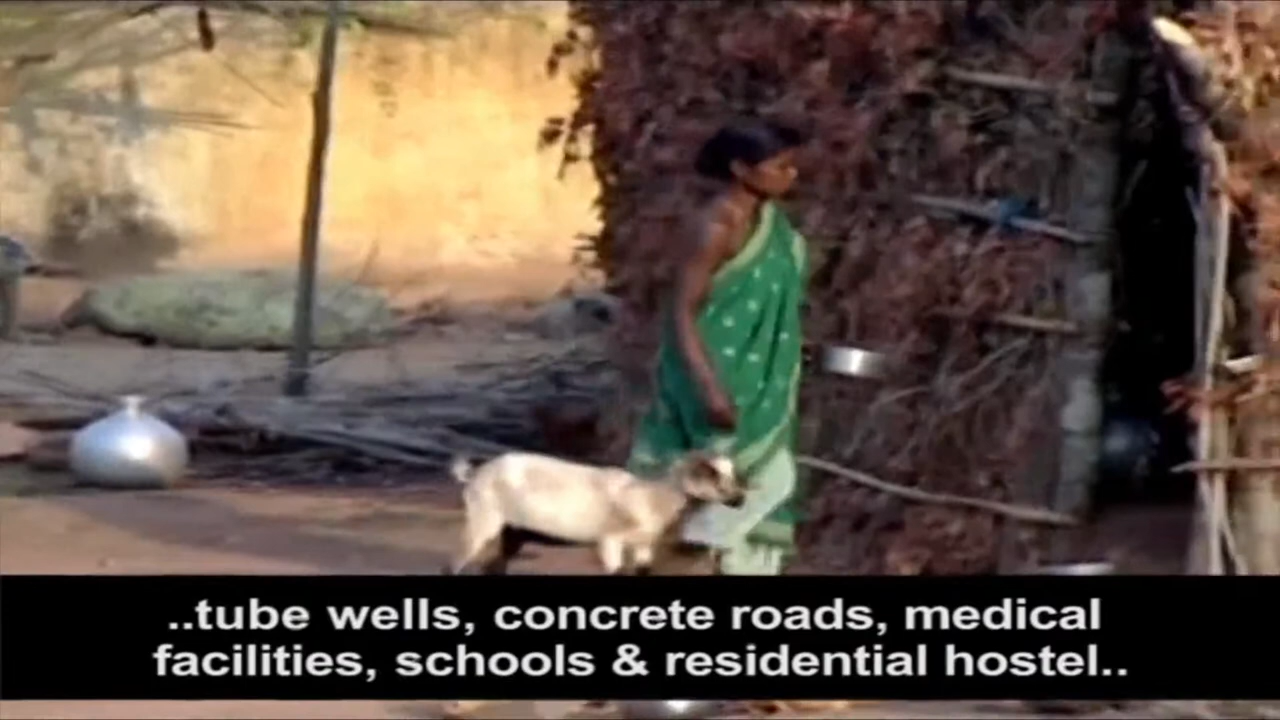 ..tube wells, concrete roads, medical
facilities, schools & residential hostel..